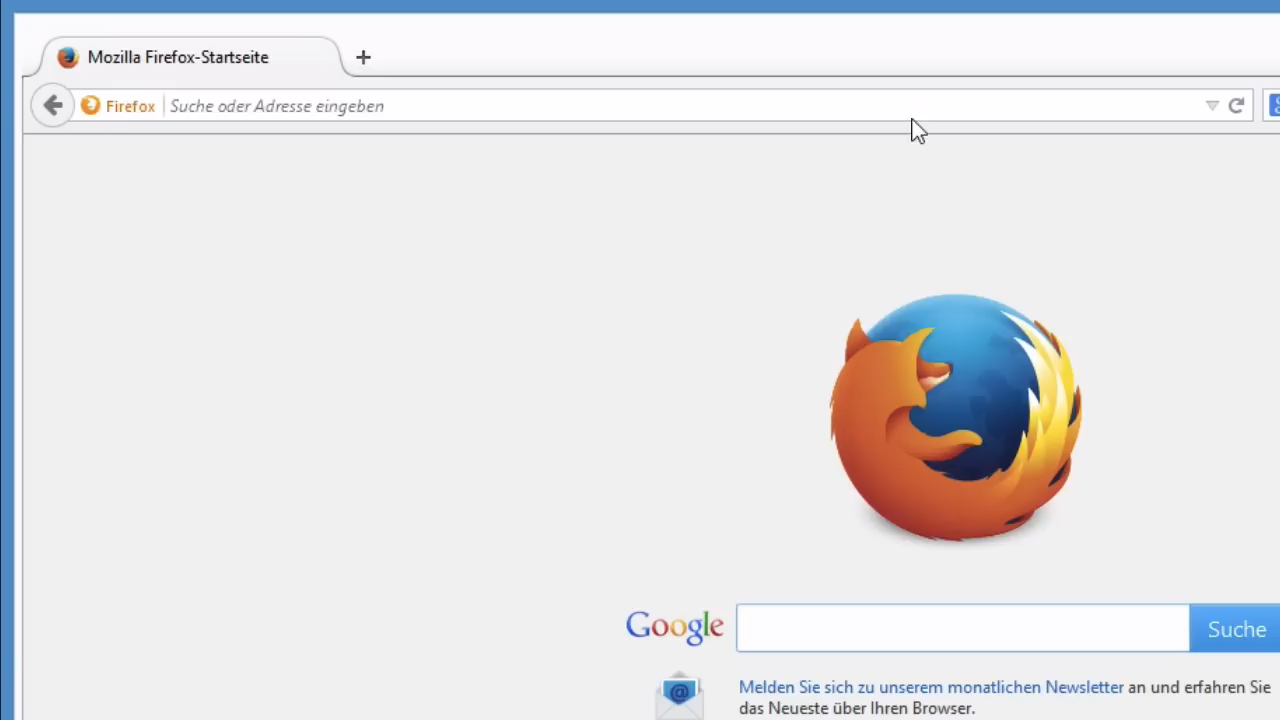 Mozilla Firefox-Startseite
Firefox Suche oder Adresse eingeben
Google
Suche
Melden Sie sich zu unserem monatlichen Newsletter an und erfahren Sie
das Neueste über Ihren Browser.